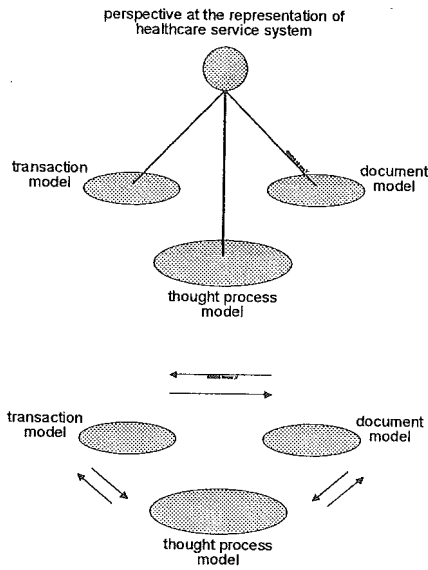 perspective at the representation of
healthcare service system
transaction
model
document
model
thought process
model
transaction
model
document
model
thought process
model